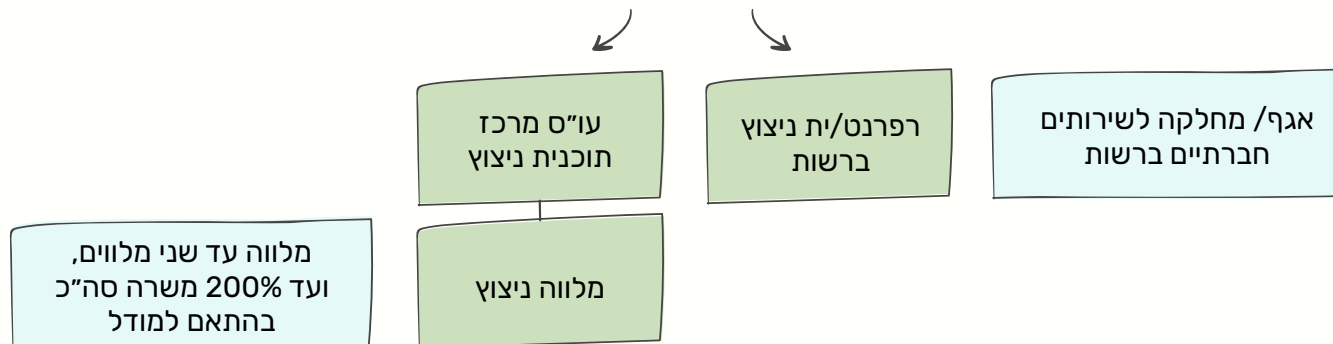 אגף/ מחלקה לשירותים
חברתיים ברשות
רפרנט/ית ניצוץ
ברשות
עו״ס מרכז
תוכנית ניצוץ
מלווה ניצוץ
מלווה עד שני מלווים,
ועד 200% משרה סה״כ
בהתאם למודל